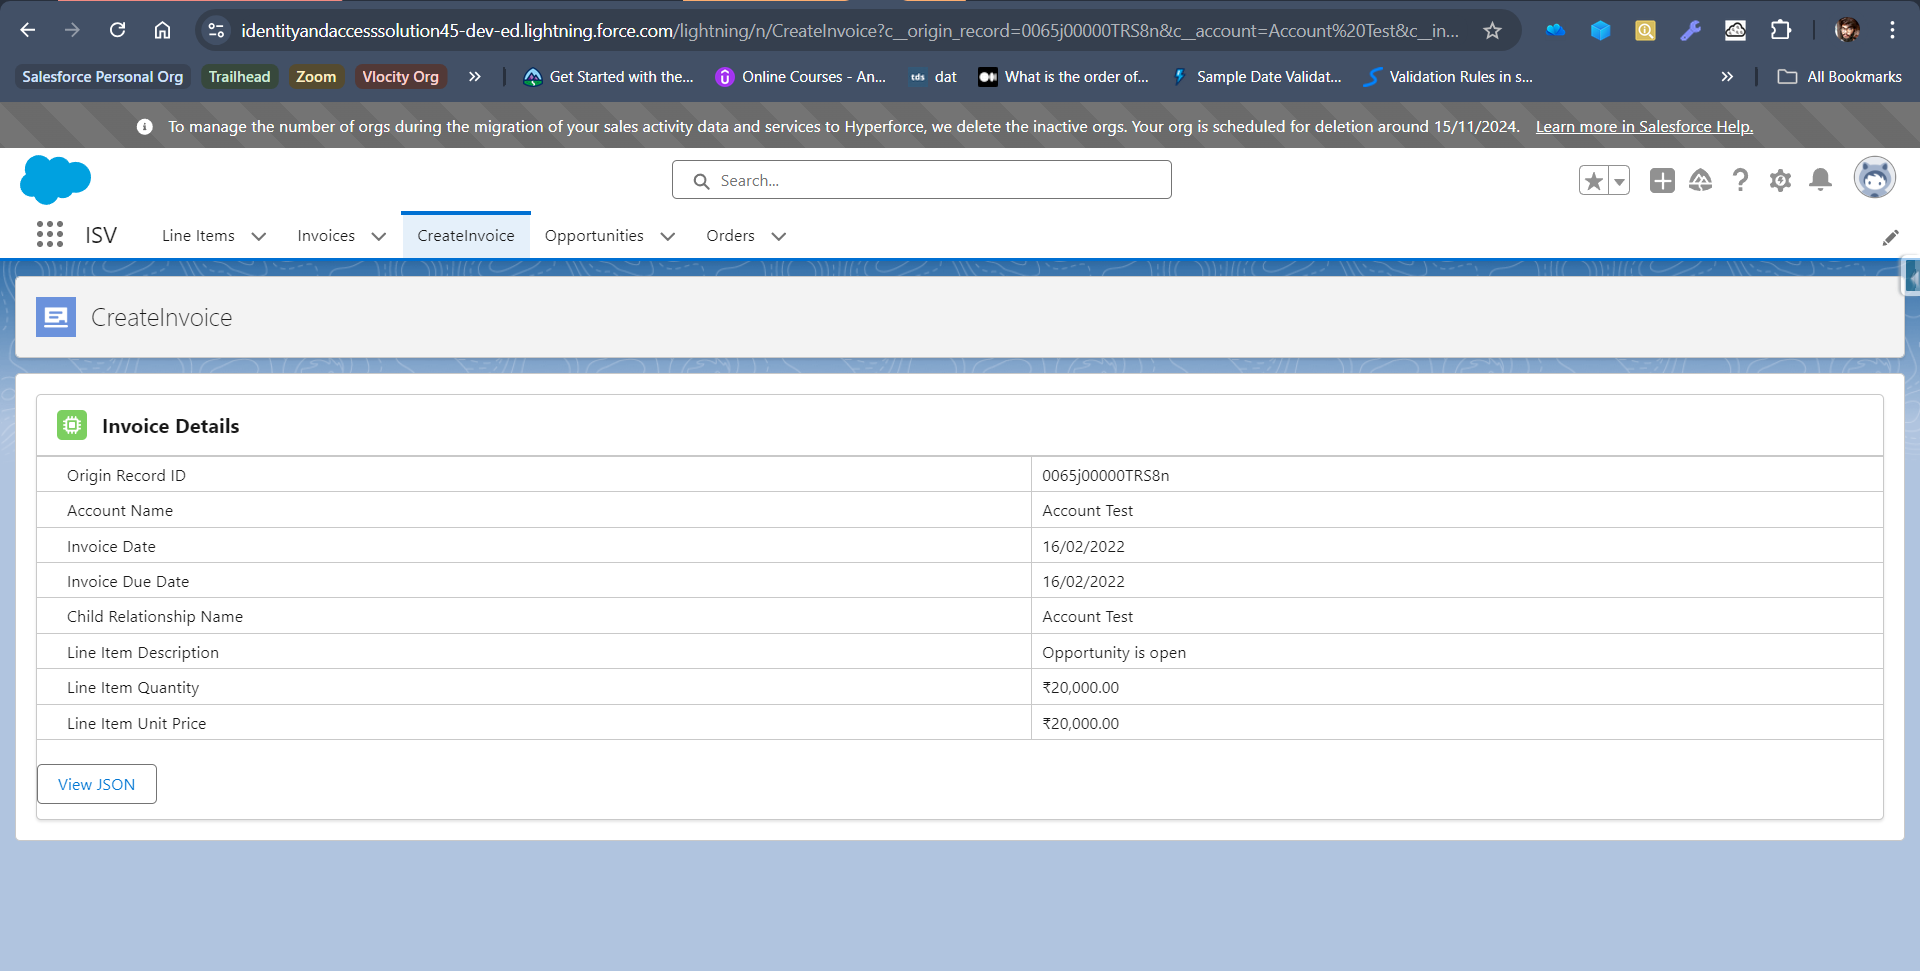 identityandaccesssolution45-dev-ed.lightning.force.com/lightning/n/CreateInvoice?c__origin_record=0065j00000TRS8n&c__account=Account%20Test&c__in...
Salesforce Personal Org Trailhead Zoom Vlocity Org » Get Started with the... Online Courses - An... tds dat What is the order of... Sample Date Validat... Validation Rules in s... » All Bookmarks
To manage the number of orgs during the migration of your sales activity data and services to Hyperforce, we delete the inactive orgs. Your org is scheduled for deletion around 15/11/2024. Learn more in Salesforce Help.
Search...
ISV Line Items Invoices CreateInvoice Opportunities Orders
CreateInvoice
Invoice Details
Origin Record ID 0065j00000TRS8n
Account Name Account Test
Invoice Date 16/02/2022
Invoice Due Date 16/02/2022
Child Relationship Name Account Test
Line Item Description Opportunity is open
Line Item Quantity ₹20,000.00
Line Item Unit Price ₹20,000.00
View JSON